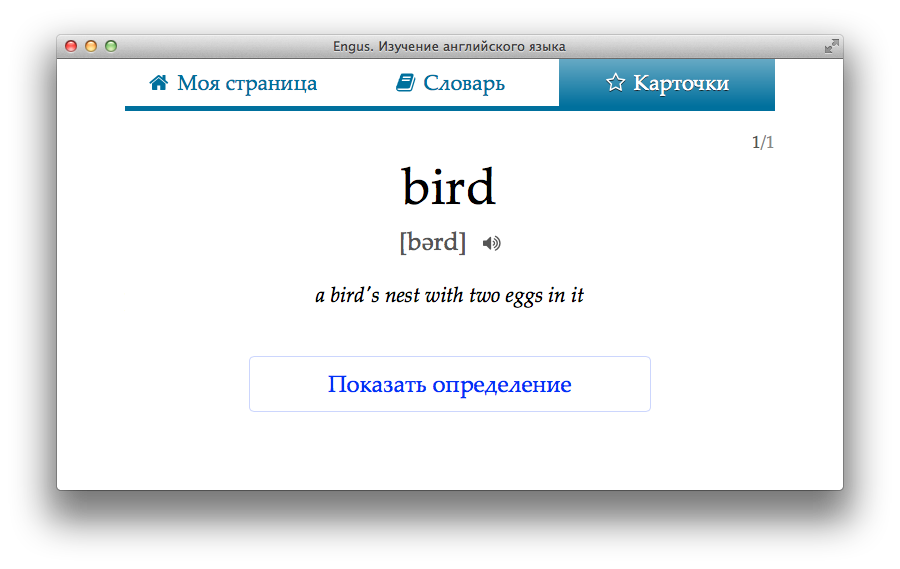 Engus. Изучение английского языка
Моя страница Словарь Карточки
1/1
bird
[bərd]
a bird's nest with two eggs in it
Показать определение